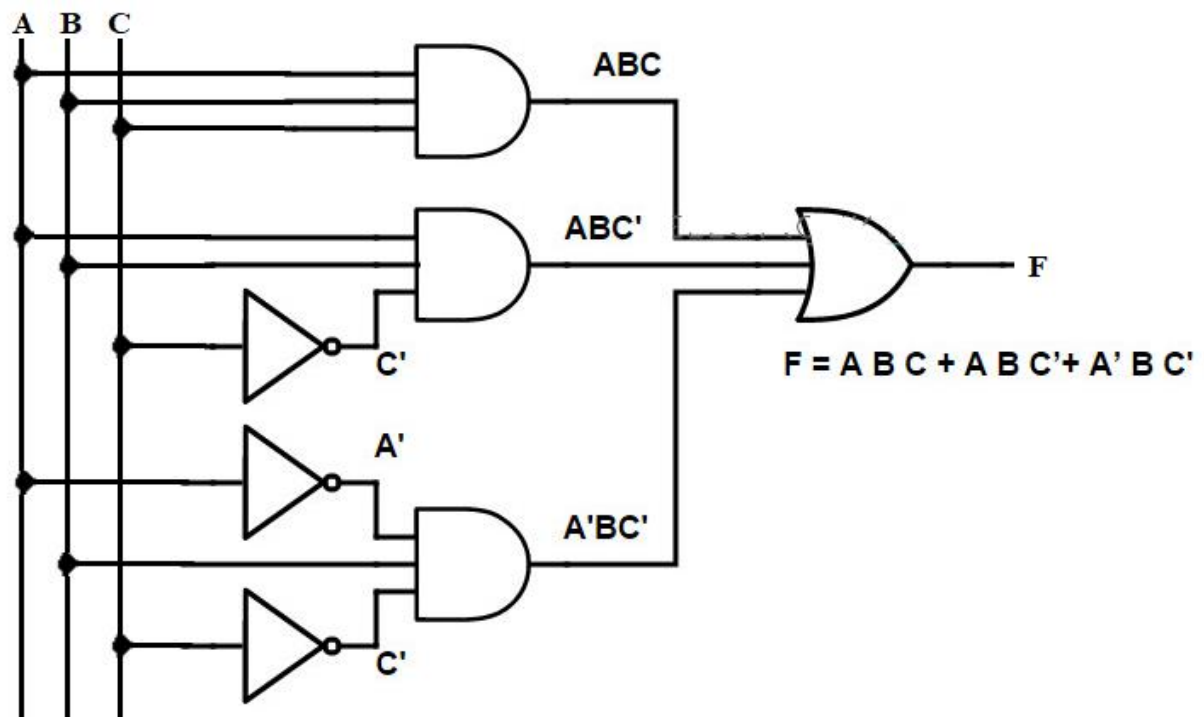 A B C
ABC
ABC'
F
C'
F = A B C + A B C’+ A’ B C'
A'
A'BC'
C'